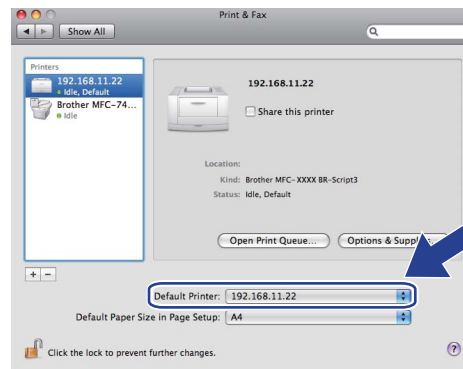 Print & Fax
Show All
Printers
192.168.11.22
Idle, Default
Brother MFC-74...
Idle
192.168.11.22
Share this printer
Location:
Kind: Brother MFC-XXXX BR-Script3
Status: Idle, Default
Open Print Queue... Options &
+ -
Default Printer: 192.168.11.22
Default Paper Size in Page Setup: A4
Click the lock to prevent further changes.
?